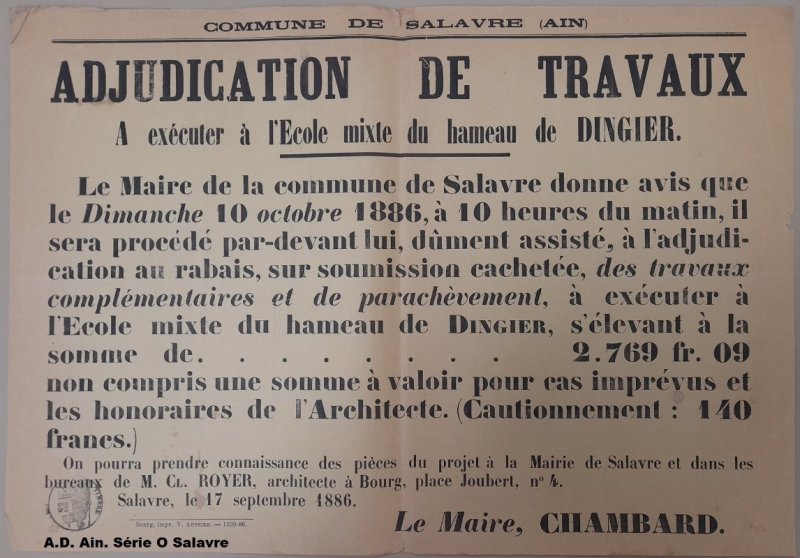 COMMUNE DE SALAVRE (AIN)
ADJUDICATION DE TRAVAUX
A exécuter à l'Ecole mixte du hameau de DINGIER.
Le Maire de la commune de Salavre donne avis que
le Dimanche 10 octobre 1886, à 10 heures du matin, il
sera procédé par-devant lui, dûment assisté, à l'adjudi-
cation au rabais, sur soumission cachetée, des travaux
complémentaires et de parachèvement, à exécuter à
l'Ecole mixte du hameau de DINGIER, s'élevant à la
somme de. . . . . . . . 2.769 fr. 09
non compris une somme à valoir pour cas imprévus et
les honoraires de l'Architecte. (Cautionnement : 140
francs.)
On pourra prendre connaissance des pièces du projet à la Mairie de Salavre et dans les
bureaux de M. CL. ROYER, architecte à Bourg, place Joubert, nº 4.
Salavre, le 17 septembre 1886.
Bourg, impr. V. AUTHIER. — 1209-86.
Le Maire, CHAMBARD.
A.D. Ain. Série O Salavre